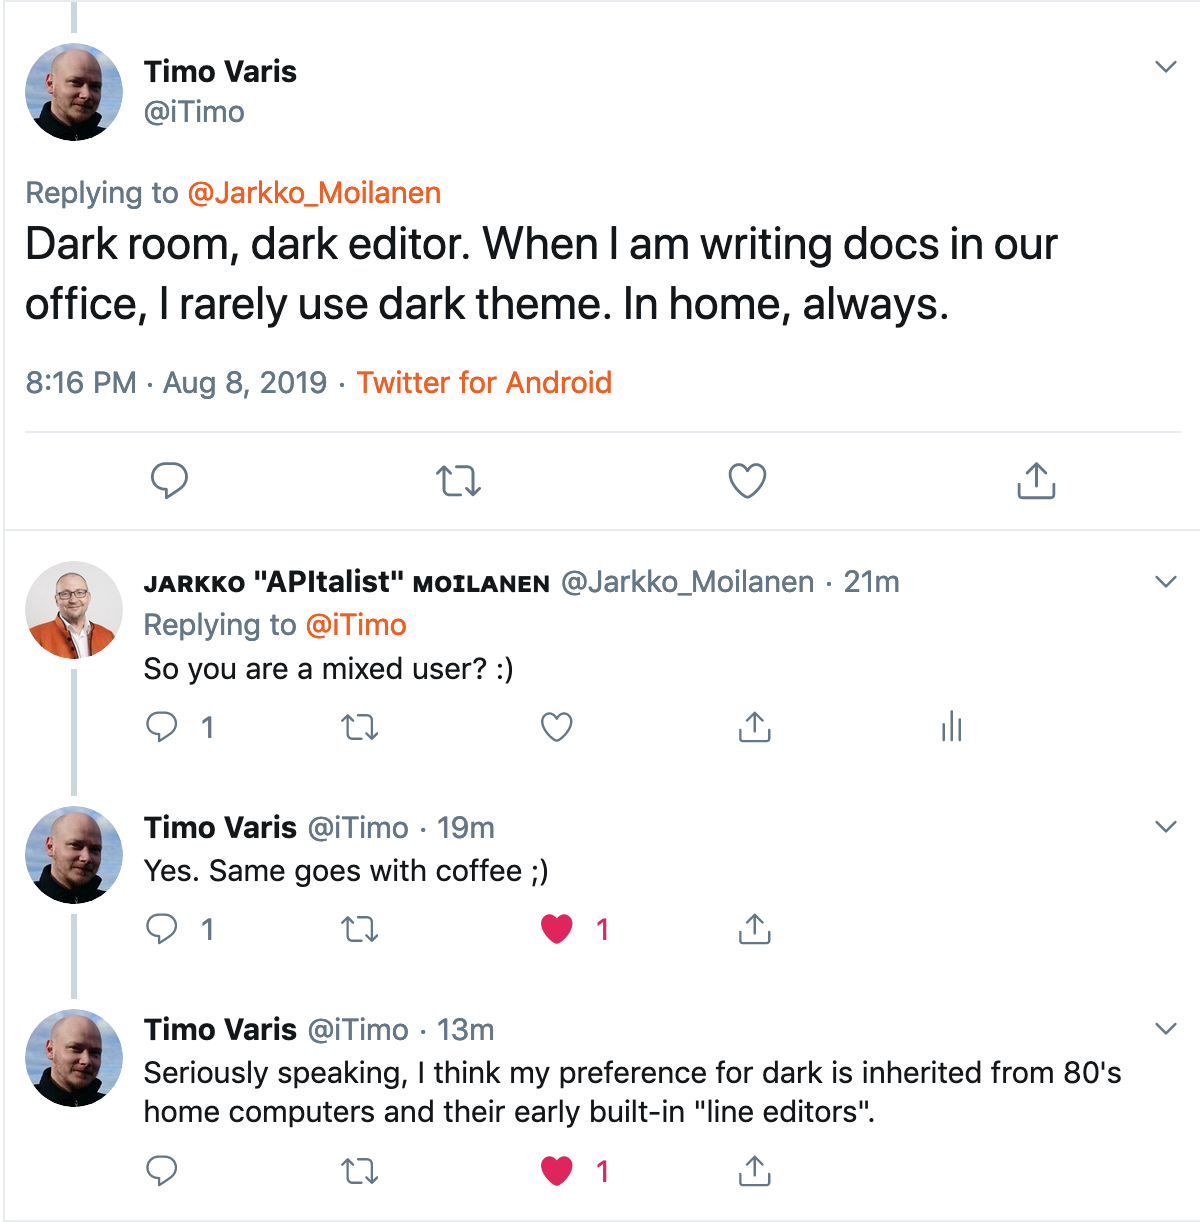 Timo Varis
@iTimo
Replying to @Jarkko_Moilanen
Dark room, dark editor. When I am writing docs in our
office, I rarely use dark theme. In home, always.
8:16 PM · Aug 8, 2019 · Twitter for Android
ᴊᴀʀᴋᴋᴏ "APItalist" ᴍᴏɪʟᴀɴᴇɴ @Jarkko_Moilanen · 21m
Replying to @iTimo
So you are a mixed user? :)
1
Timo Varis @iTimo · 19m
Yes. Same goes with coffee ;)
1 1
Timo Varis @iTimo · 13m
Seriously speaking, I think my preference for dark is inherited from 80's
home computers and their early built-in "line editors".
1